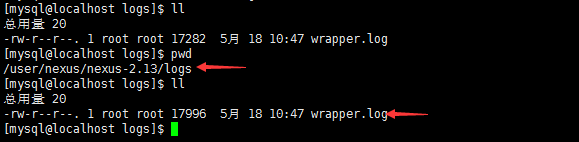 [mysql@localhost logs]$ ll
总用量 20
-rw-r--r--. 1 root root 17282 5月 18 10:47 wrapper.log
[mysql@localhost logs]$ pwd
/user/nexus/nexus-2.13/logs
[mysql@localhost logs]$ ll
总用量 20
-rw-r--r--. 1 root root 17996 5月 18 10:47 wrapper.log
[mysql@localhost logs]$